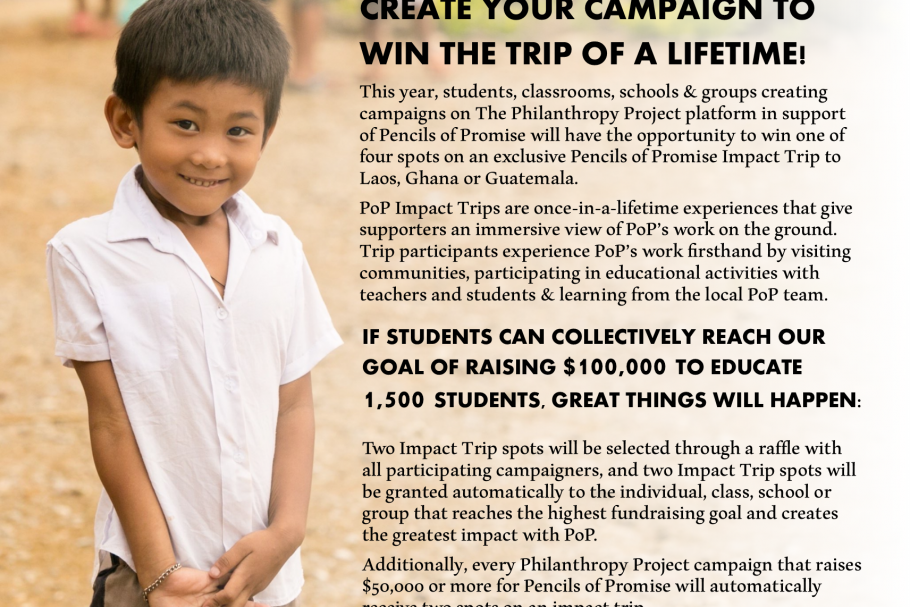 CREATE YOUR CAMPAIGN TO
WIN THE TRIP OF A LIFETIME!
This year, students, classrooms, schools & groups creating
campaigns on The Philanthropy Project platform in support
of Pencils of Promise will have the opportunity to win one of
four spots on an exclusive Pencils of Promise Impact Trip to
Laos, Ghana or Guatemala.
PoP Impact Trips are once-in-a-lifetime experiences that give
supporters an immersive view of PoP's work on the ground.
Trip participants experience PoP's work firsthand by visiting
communities, participating in educational activities with
teachers and students & learning from the local PoP team.
IF STUDENTS CAN COLLECTIVELY REACH OUR
GOAL OF RAISING $100,000 TO EDUCATE
1,500 STUDENTS, GREAT THINGS WILL HAPPEN:
Two Impact Trip spots will be selected through a raffle with
all participating campaigners, and two Impact Trip spots will
be granted automatically to the individual, class, school or
group that reaches the highest fundraising goal and creates
the greatest impact with PoP.
Additionally, every Philanthropy Project campaign that raises
$50,000 or more for Pencils of Promise will automatically
receive two spots on an impact trip.